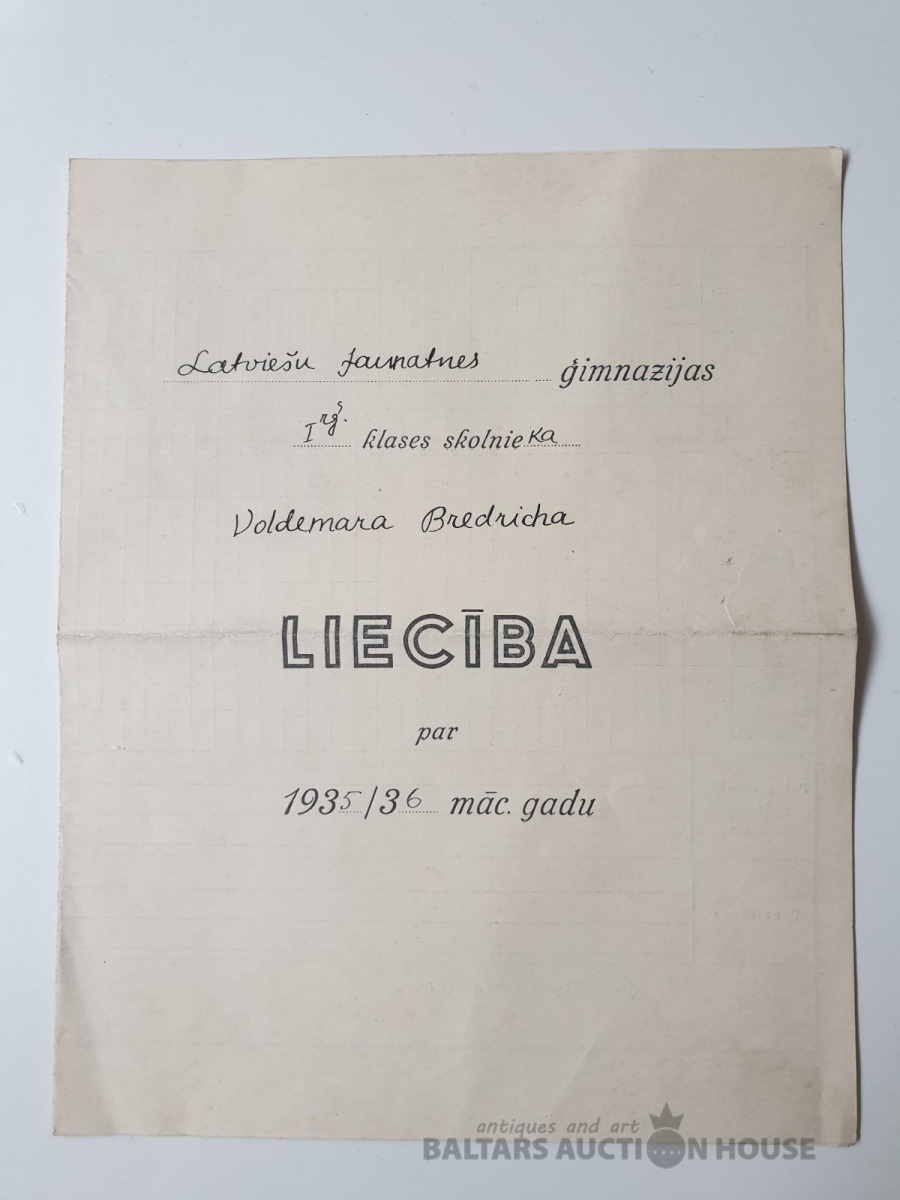 Latviešu Jaunatnes ģimnazijas
I rg. klases skolnieka
Voldemara Bredricha
LIECĪBA
par
1935/36 māc. gadu
antiques and art
BALTARS AUCTION HOUSE